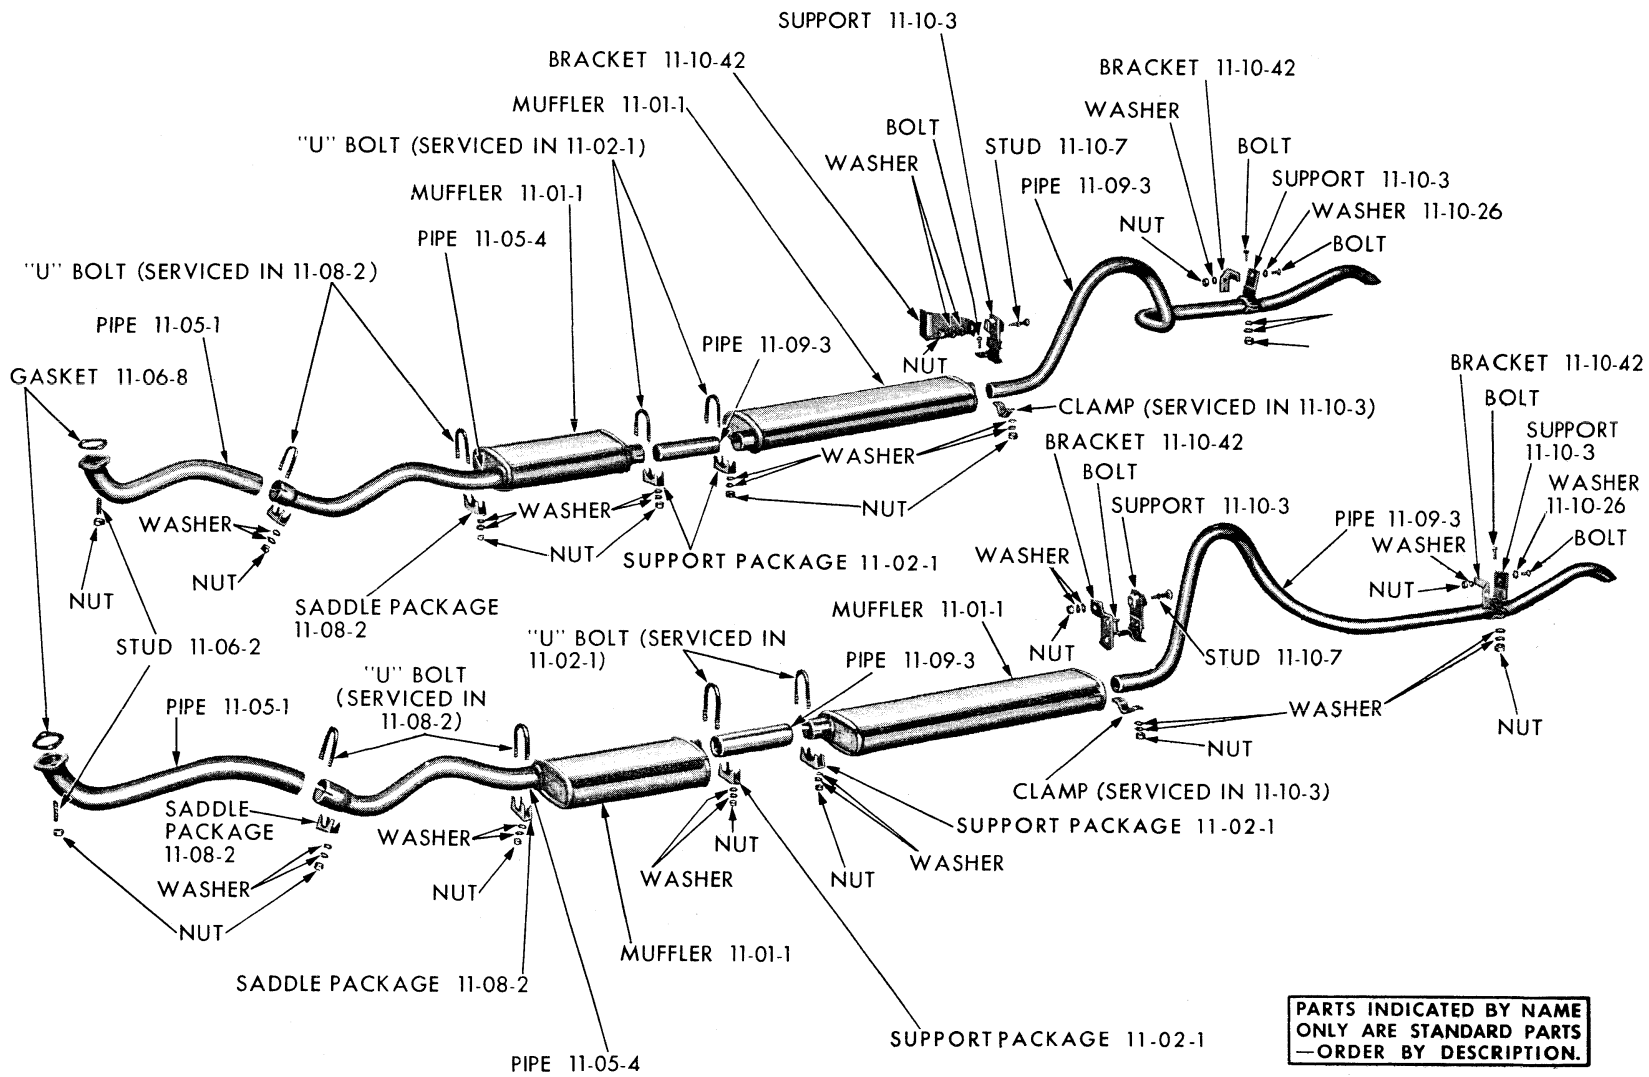 SUPPORT 11-10-3
BRACKET 11-10-42
BRACKET 11-10-42
MUFFLER 11-01-1
WASHER
BOLT
"U" BOLT (SERVICED IN 11-02-1)
STUD 11-10-7
BOLT
WASHER
MUFFLER 11-01-1
PIPE 11-09-3
SUPPORT 11-10-3
WASHER 11-10-26
NUT
PIPE 11-05-4
BOLT
"U" BOLT (SERVICED IN 11-08-2)
PIPE 11-05-1
PIPE 11-09-3
NUT
GASKET 11-06-8
BRACKET 11-10-42
BOLT
CLAMP (SERVICED IN 11-10-3)
SUPPORT
11-10-3
BRACKET 11-10-42
WASHER
BOLT
WASHER
11-10-26
WASHER
WASHER
NUT
SUPPORT 11-10-3
PIPE 11-09-3
BOLT
NUT
SUPPORT PACKAGE 11-02-1
WASHER
WASHER
NUT
NUT
NUT
SADDLE PACKAGE
11-08-2
MUFFLER 11-01-1
STUD 11-06-2
"U" BOLT (SERVICED IN
11-02-1)
NUT
PIPE 11-09-3
STUD 11-10-7
"U" BOLT
(SERVICED IN
11-08-2)
PIPE 11-05-1
WASHER
NUT
NUT
CLAMP (SERVICED IN 11-10-3)
SADDLE
PACKAGE
11-08-2
SUPPORT PACKAGE 11-02-1
WASHER
NUT
WASHER
WASHER
WASHER
NUT
NUT
NUT
MUFFLER 11-01-1
SADDLE PACKAGE 11-08-2
SUPPORT PACKAGE 11-02-1
PIPE 11-05-4
PARTS INDICATED BY NAME
ONLY ARE STANDARD PARTS
—ORDER BY DESCRIPTION.